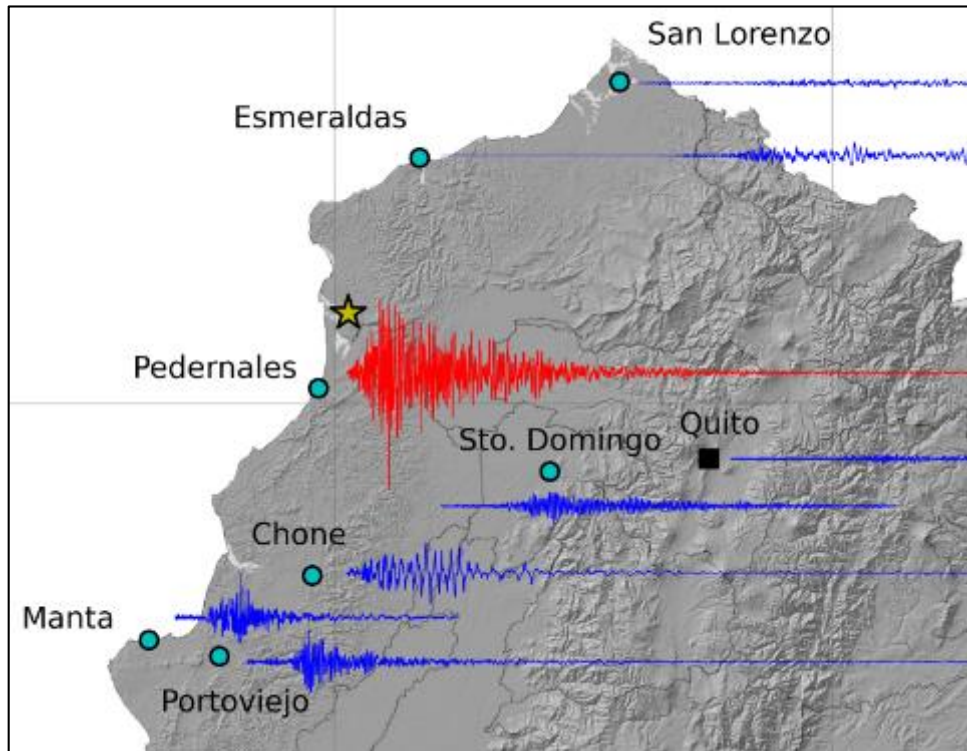 San Lorenzo
Esmeraldas
Pedernales
Sto. Domingo
Quito
Chone
Manta
Portoviejo